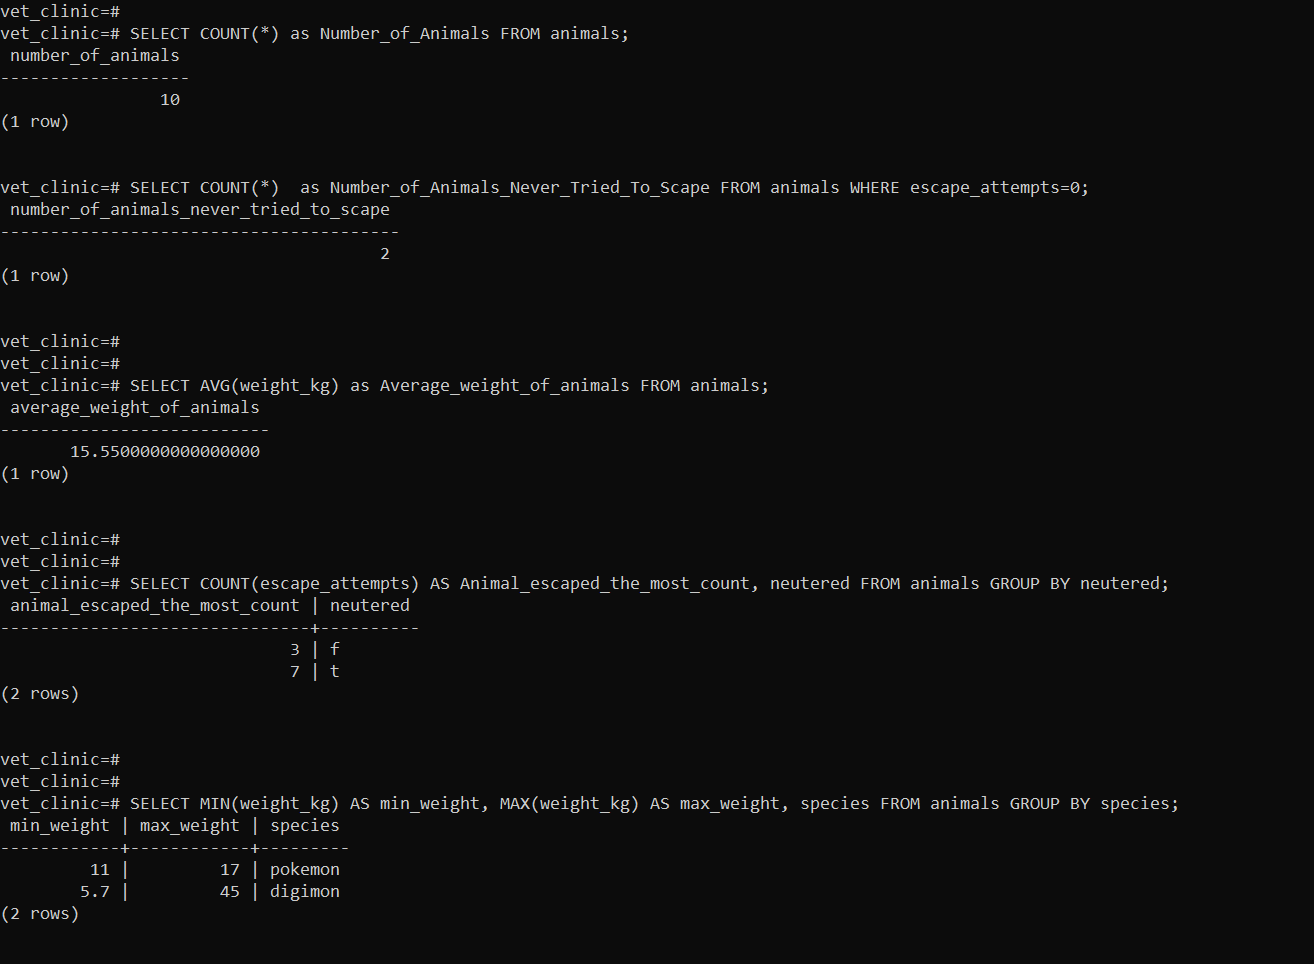 vet_clinic=#
vet_clinic=# SELECT COUNT(*) as Number_of_Animals FROM animals;
 number_of_animals
-------------------
                10
(1 row)
vet_clinic=# SELECT COUNT(*)  as Number_of_Animals_Never_Tried_To_Scape FROM animals WHERE escape_attempts=0;
 number_of_animals_never_tried_to_scape
----------------------------------------
                                      2
(1 row)
vet_clinic=#
vet_clinic=#
vet_clinic=# SELECT AVG(weight_kg) as Average_weight_of_animals FROM animals;
 average_weight_of_animals
---------------------------
       15.5500000000000000
(1 row)
vet_clinic=#
vet_clinic=#
vet_clinic=# SELECT COUNT(escape_attempts) AS Animal_escaped_the_most_count, neutered FROM animals GROUP BY neutered;
 animal_escaped_the_most_count | neutered
-------------------------------+----------
                             3 | f
                             7 | t
(2 rows)
vet_clinic=#
vet_clinic=#
vet_clinic=# SELECT MIN(weight_kg) AS min_weight, MAX(weight_kg) AS max_weight, species FROM animals GROUP BY species;
 min_weight | max_weight | species
------------+------------+---------
         11 |         17 | pokemon
        5.7 |         45 | digimon
(2 rows)